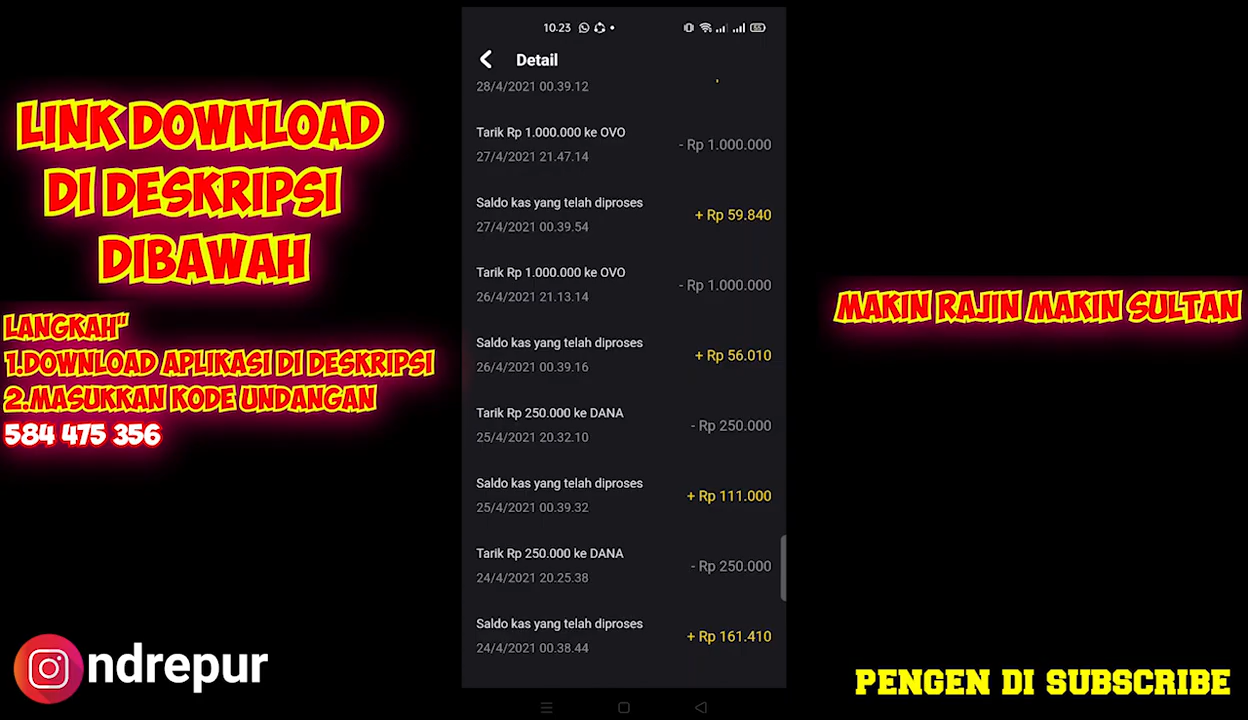 LINK DOWNLOAD
DI DESKRIPSI
DIBAWAH
LANGKAH"
1.DOWNLOAD APLIKASI DI DESKRIPSI
2.MASUKKAN KODE UNDANGAN
584 475 356
ndrepur
10.23
55
Detail
28/4/2021 00.39.12
Tarik Rp 1.000.000 ke OVO
- Rp 1.000.000
27/4/2021 21.47.14
Saldo kas yang telah diproses
+ Rp 59.840
27/4/2021 00.39.54
Tarik Rp 1.000.000 ke OVO
- Rp 1.000.000
26/4/2021 21.13.14
Saldo kas yang telah diproses
+ Rp 56.010
26/4/2021 00.39.16
Tarik Rp 250.000 ke DANA
- Rp 250.000
25/4/2021 20.32.10
Saldo kas yang telah diproses
+ Rp 111.000
25/4/2021 00.39.32
Tarik Rp 250.000 ke DANA
- Rp 250.000
24/4/2021 20.25.38
Saldo kas yang telah diproses
+ Rp 161.410
24/4/2021 00.38.44
MAKIN RAJIN MAKIN SULTAN
PENGEN DI SUBSCRIBE